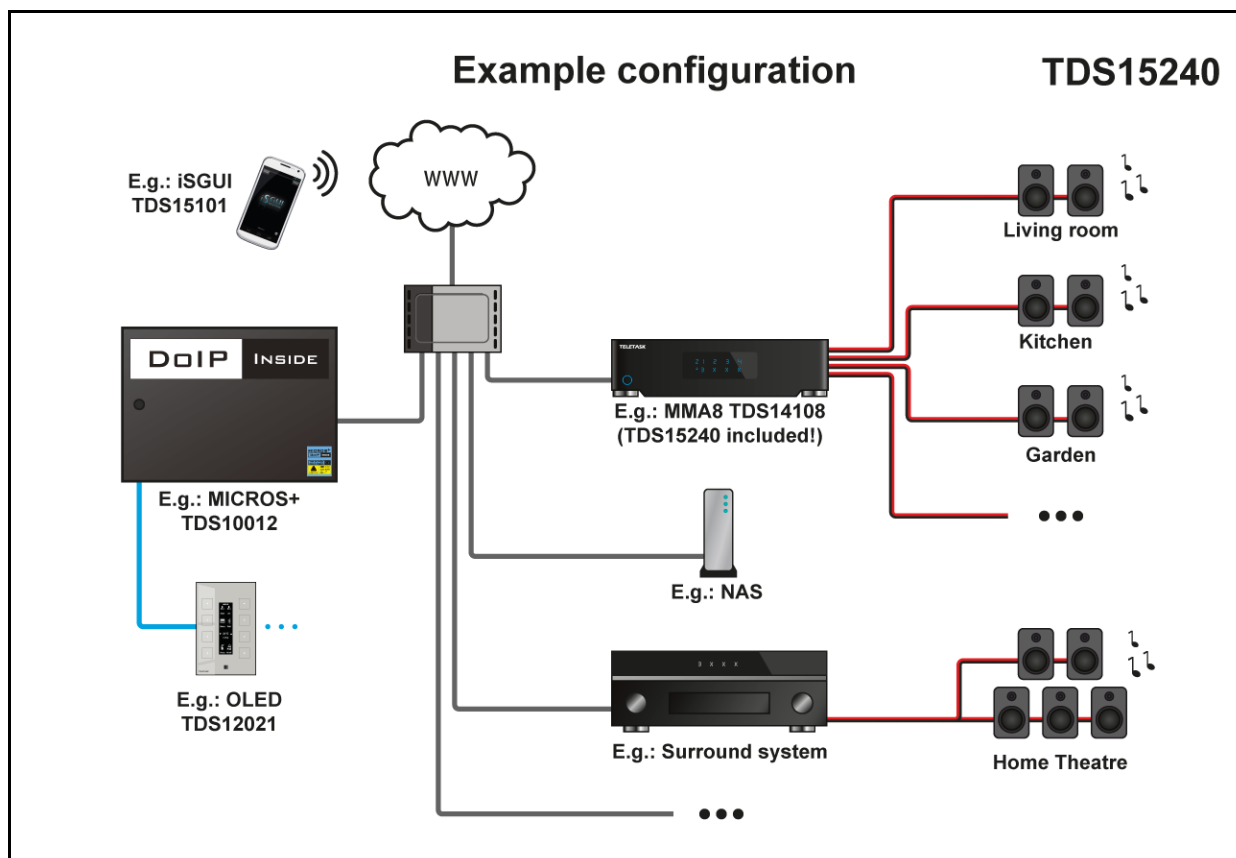 Example configuration
TDS15240
E.g.: iSGUI
TDS15101
WWW
Living room
Kitchen
TELETASK
E.g.: MMA8 TDS14108
(TDS15240 included!)
Garden
DoIP INSIDE
E.g.: MICROS+
TDS10012
E.g.: NAS
E.g.: OLED
TDS12021
E.g.: Surround system
Home Theatre